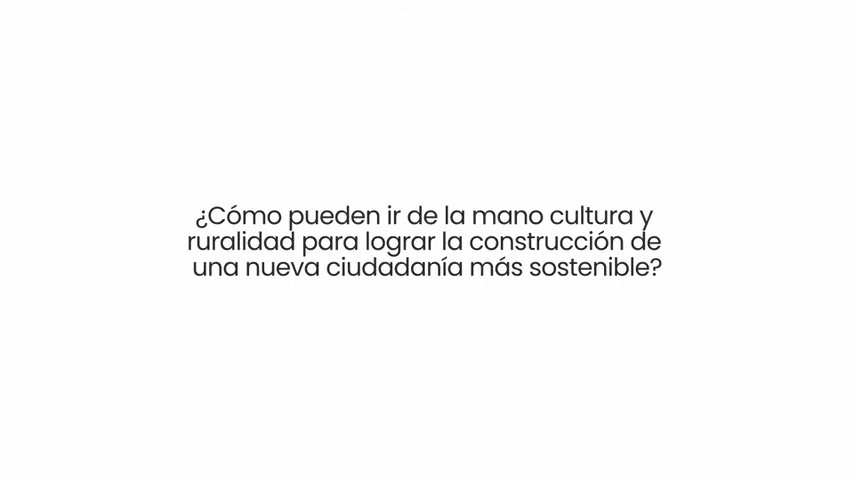 ¿Cómo pueden ir de la mano cultura y
ruralidad para lograr la construcción de
una nueva ciudadanía más sostenible?